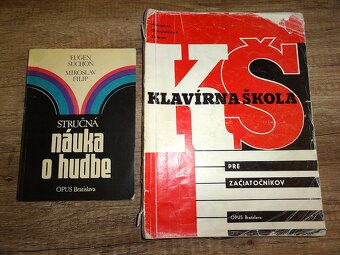 EUGEN
SUCHOŇ
MIROSLAV
FILIP
STRUČNÁ
náuka
o hudbe
OPUS Bratislava
KŠ
KLAVÍRNA ŠKOLA
PRE
ZAČIATOČNÍKOV
OPUS Bratislava